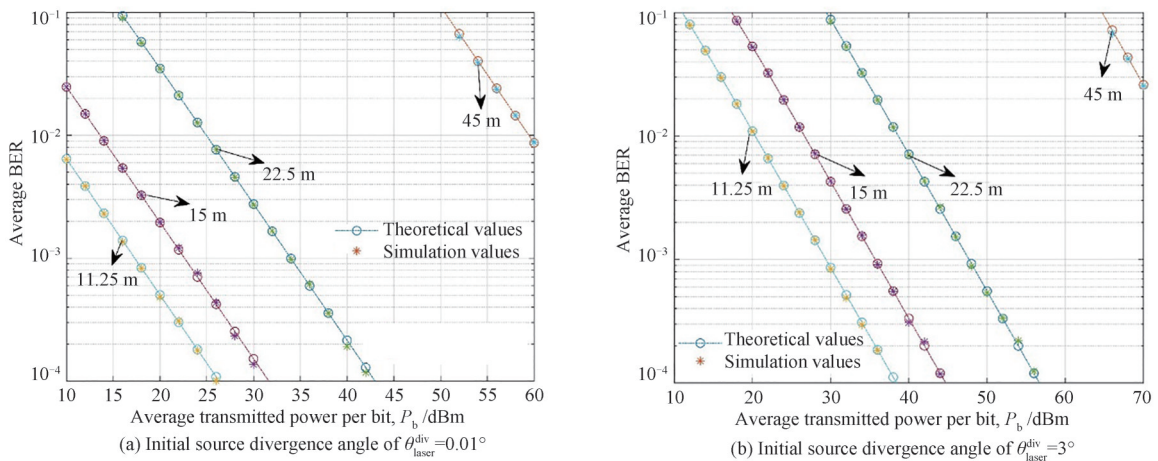 10⁻¹
10⁻²
10⁻³
10⁻⁴
Average BER
45 m
22.5 m
15 m
11.25 m
Theoretical values
Simulation values
10 15 20 25 30 35 40 45 50 55 60
Average transmitted power per bit, P_b /dBm
(a) Initial source divergence angle of θ^div_laser=0.01°
10⁻¹
10⁻²
10⁻³
10⁻⁴
Average BER
45 m
11.25 m
15 m
22.5 m
Theoretical values
Simulation values
10 20 30 40 50 60 70
Average transmitted power per bit, P_b /dBm
(b) Initial source divergence angle of θ^div_laser=3°